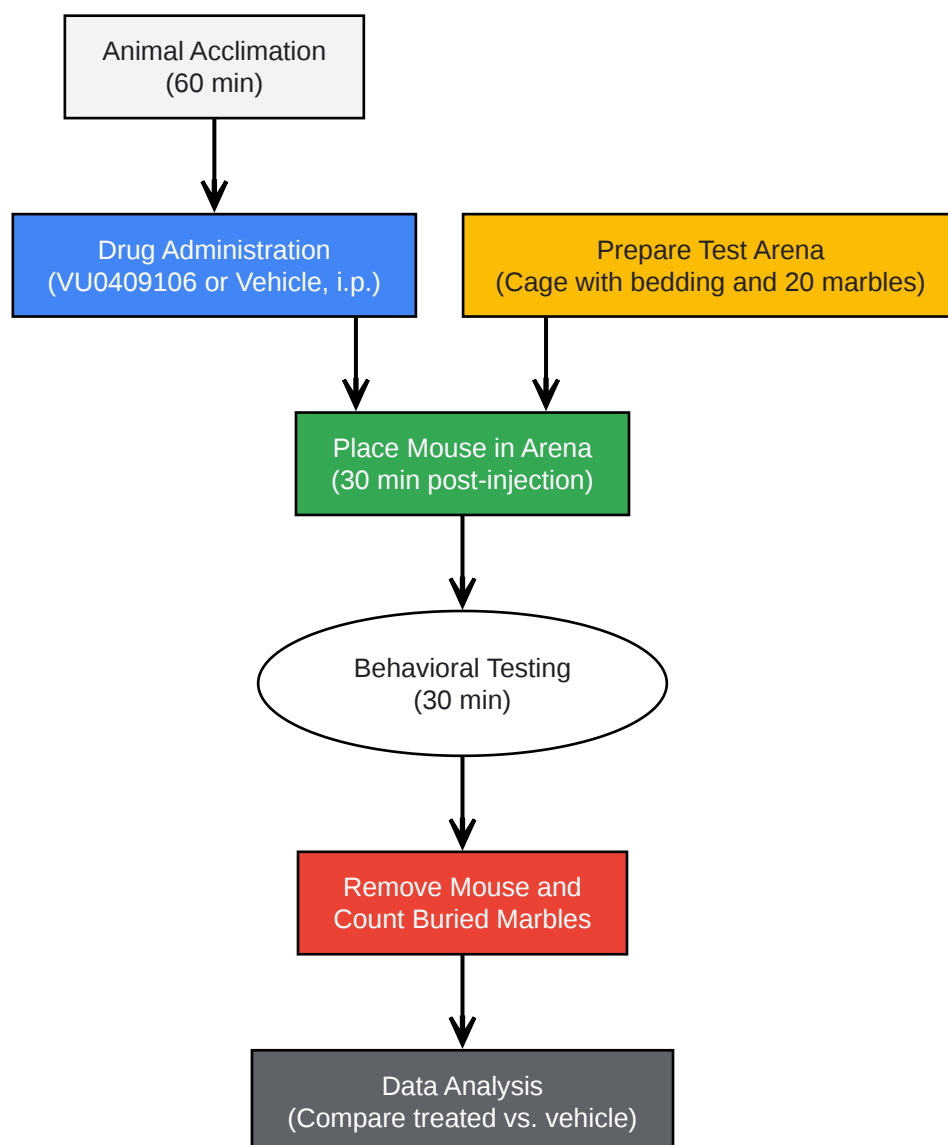 Animal Acclimation
(60 min)
Drug Administration
(VU0409106 or Vehicle, i.p.)
Prepare Test Arena
(Cage with bedding and 20 marbles)
Place Mouse in Arena
(30 min post-injection)
Behavioral Testing
(30 min)
Remove Mouse and
Count Buried Marbles
Data Analysis
(Compare treated vs. vehicle)